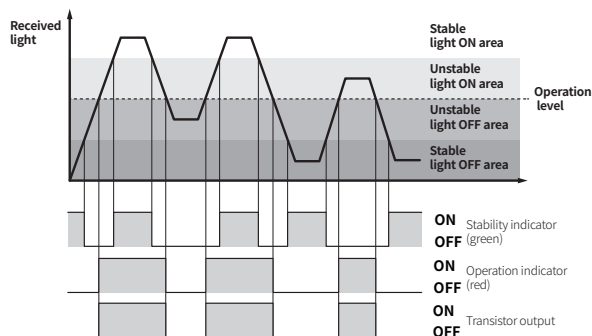 Received
light
Stable
light ON area
Unstable
light ON area
Operation
level
Unstable
light OFF area
Stable
light OFF area
ON
OFF
Stability indicator
(green)
ON
OFF
Operation indicator
(red)
ON
OFF
Transistor output